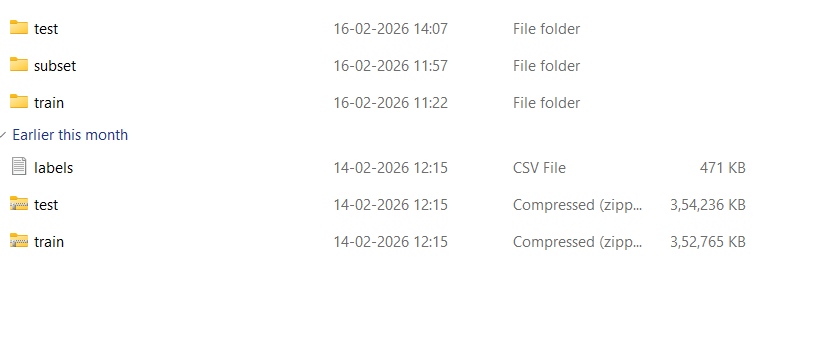 test 16-02-2026 14:07 File folder
subset 16-02-2026 11:57 File folder
train 16-02-2026 11:22 File folder
Earlier this month
labels 14-02-2026 12:15 CSV File 471 KB
test 14-02-2026 12:15 Compressed (zipp... 3,54,236 KB
train 14-02-2026 12:15 Compressed (zipp... 3,52,765 KB